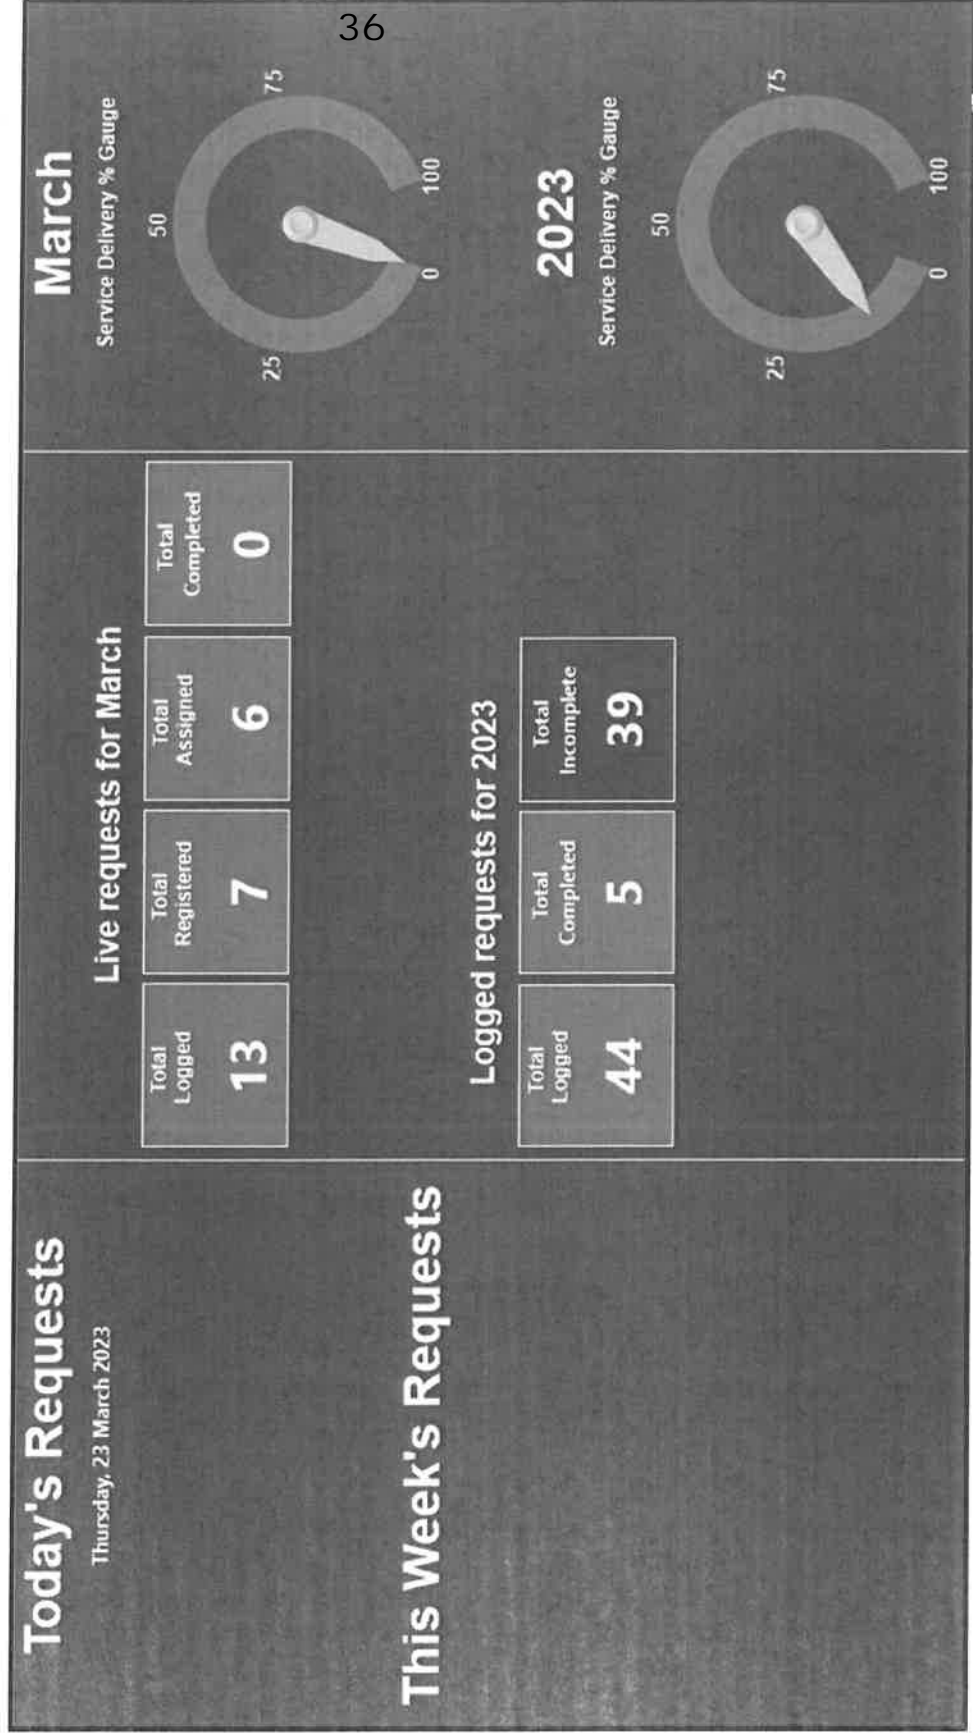 36
Today's Requests
Thursday, 23 March 2023
This Week's Requests
Live requests for March
Total
Logged
13
Total
Registered
7
Total
Assigned
6
Total
Completed
0
Logged requests for 2023
Total
Logged
44
Total
Completed
5
Total
Incomplete
39
March
Service Delivery % Gauge
0
25
50
75
100
2023
Service Delivery % Gauge
0
25
50
75
100